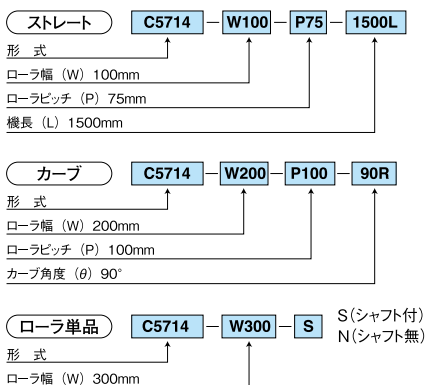 ストレート C5714 − W100 − P75 − 1500L
形 式
ローラ幅（W）100mm
ローラピッチ（P）75mm
機長（L）1500mm
カーブ C5714 − W200 − P100 − 90R
形 式
ローラ幅（W）200mm
ローラピッチ（P）100mm
カーブ角度（θ）90°
ローラ単品 C5714 − W300 − S S（シャフト付）
N（シャフト無）
形 式
ローラ幅（W）300mm